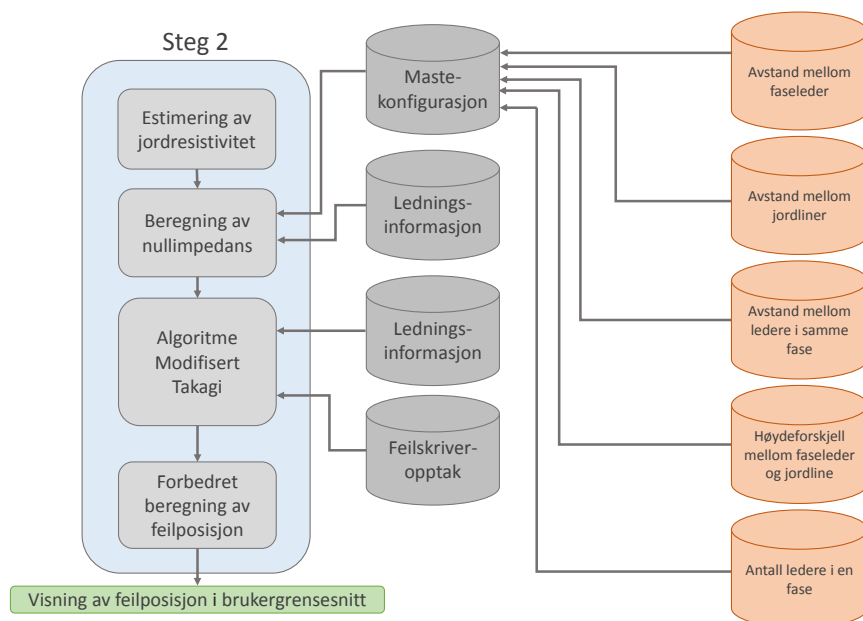 Steg 2
Estimering av
jordresistivitet
Beregning av
nullimpedans
Algoritme
Modifisert
Takagi
Forbedret
beregning av
feilposisjon
Visning av feilposisjon i brukergrensesnitt
Maste-
konfigurasjon
Lednings-
informasjon
Lednings-
informasjon
Feilskriver-
opptak
Avstand mellom
faseleder
Avstand mellom
jordliner
Avstand mellom
ledere i samme
fase
Høydeforskjell
mellom faseleder
og jordline
Antall ledere i en
fase